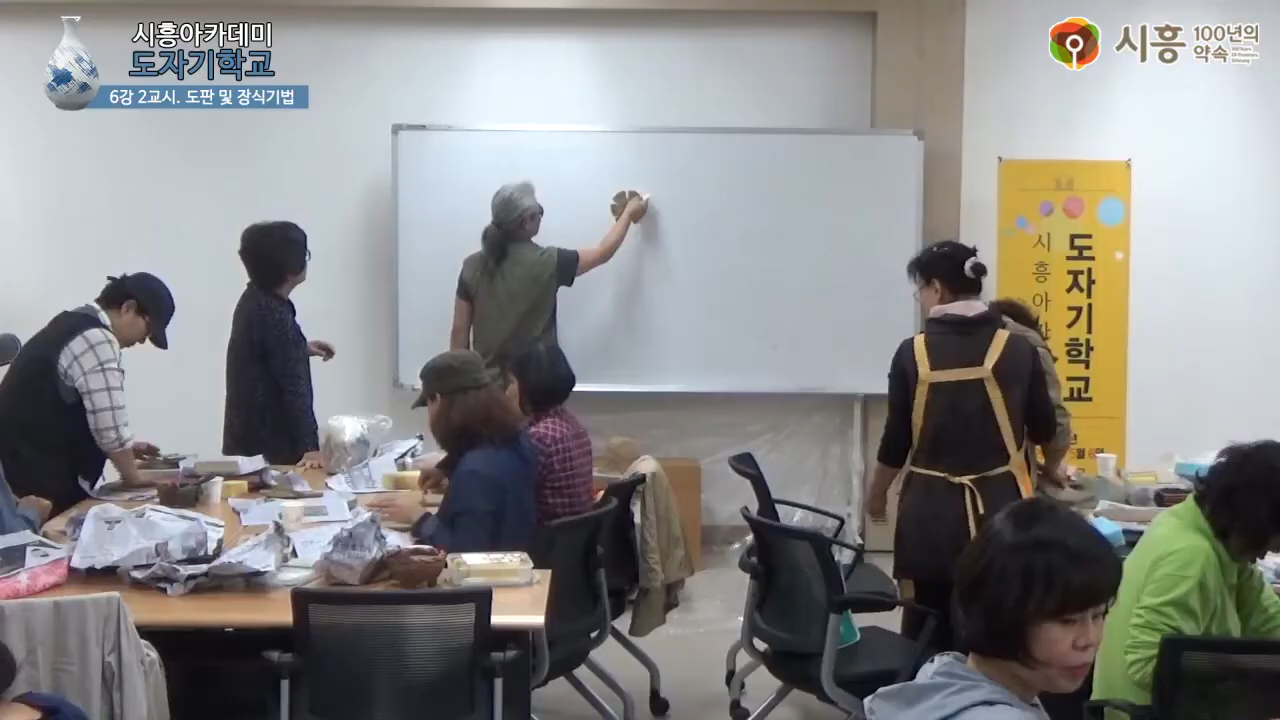 시흥아카데미
도자기학교
6강 2교시. 도판 및 장식기법
시흥 100년의
약속
시흥아
도자기학교